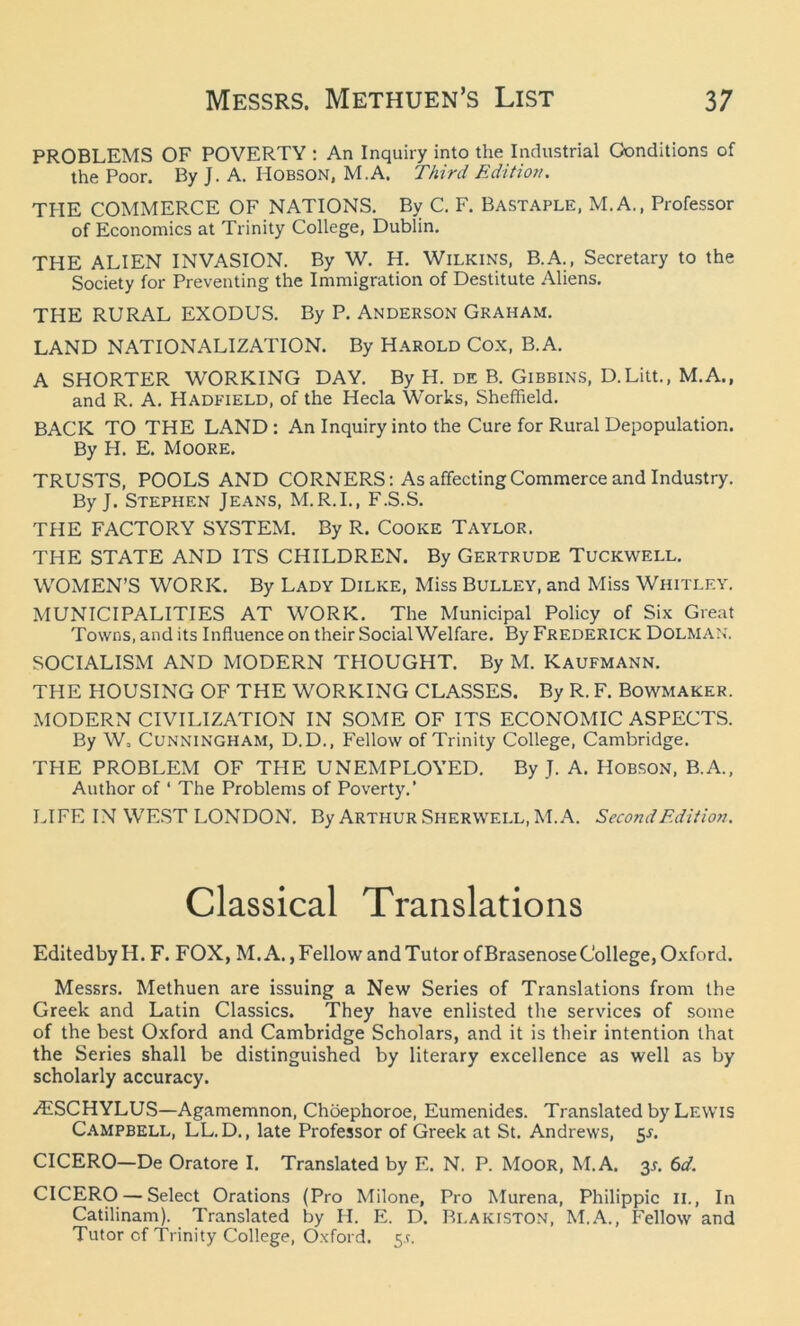 Messrs. Methuen's List 37
PROBLEMS OF POVERTY : An Inquiry into the Industrial Conditions of
the Poor. By J. A. Hobson, M.A. Third Edition.
THE COMMERCE OF NATIONS. By C. F. Bastaple, M.A., Professor
of Economics at Trinity College, Dublin.
THE ALIEN INVASION. By W. H. Wilkins, B.A., Secretary to the
Society for Preventing the Immigration of Destitute Aliens.
THE RURAL EXODUS. By P. Anderson Graham.
LAND NATIONALIZATION. By Harold Cox, B.A.
A SHORTER WORKING DAY. By H. de B. Gibbins, D.Litt., M.A.,
and R. A. Hadfield, of the Hecla Works, Sheffield.
BACK TO THE LAND : An Inquiry into the Cure for Rural Depopulation.
By H. E. Moore.
TRUSTS, POOLS AND CORNERS : As affecting Commerce and Industry.
By J. Stephen Jeans, M.R.I., F.S.S.
THE FACTORY SYSTEM. By R. Cooke Taylor.
THE STATE AND ITS CHILDREN. By Gertrude Tuckwell.
WOMEN'S WORK. By Lady Dilke, Miss Bulley, and Miss Whitley.
MUNICIPALITIES AT WORK. The Municipal Policy of Six Great
Towns, and its Influence on their Social Welfare. By Frederick Dolman.
SOCIALISM AND MODERN THOUGHT. By M. Kaufmann.
THE HOUSING OF THE WORKING CLASSES. By R. F. Bowmaker.
MODERN CIVILIZATION IN SOME OF ITS ECONOMIC ASPECTS.
By W. Cunningham, D.D., Fellow of Trinity College, Cambridge.
THE PROBLEM OF THE UNEMPLOYED. By J. A. Hobson, B.A.,
Author of ' The Problems of Poverty.'
LIFE IN WEST LONDON. By Arthur Sherwell, M.A. Second Edition.
Classical Translations
Edited by H. F. FOX, M.A., Fellow and Tutor of Brasenose College, Oxford.
Messrs. Methuen are issuing a New Series of Translations from the
Greek and Latin Classics. They have enlisted the services of some
of the best Oxford and Cambridge Scholars, and it is their intention that
the Series shall be distinguished by literary excellence as well as by
scholarly accuracy.
ÆSCHYLUS—Agamemnon, Chöephoroe, Eumenides. Translated by Lewis
Campbell, LL.D., late Professor of Greek at St. Andrews, 5s.
CICERO—De Oratore I. Translated by E. N. P. Moor, M.A. 3s. 6d.
CICERO — Select Orations (Pro Milone, Pro Murena, Philippic II., In
Catilinam). Translated by H. E. D. Blakiston, M.A., Fellow and
Tutor of Trinity College, Oxford. 5s.